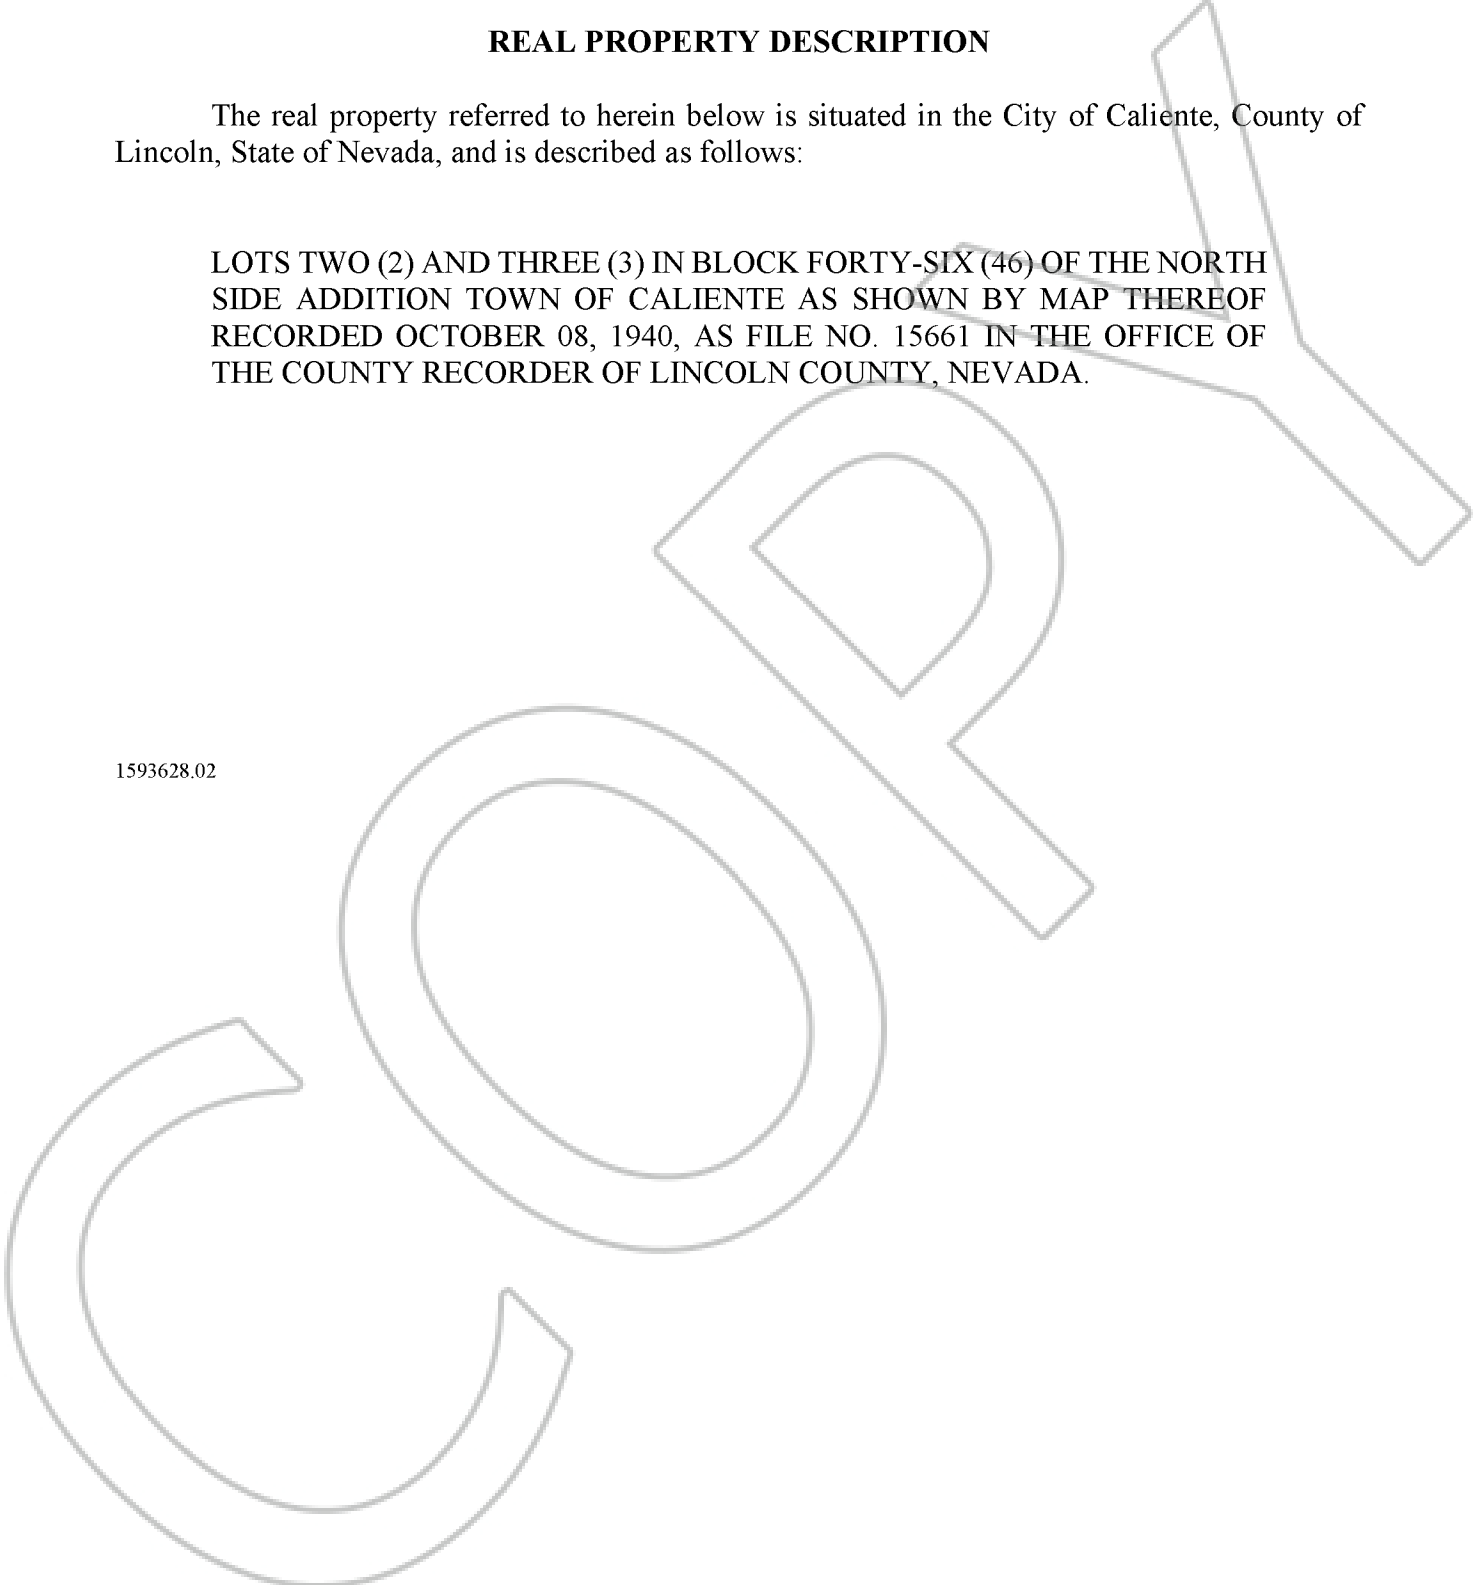 REAL PROPERTY DESCRIPTION
The real property referred to herein below is situated in the City of Caliente, County of
Lincoln, State of Nevada, and is described as follows:
LOTS TWO (2) AND THREE (3) IN BLOCK FORTY-SIX (46) OF THE NORTH
SIDE ADDITION TOWN OF CALIENTE AS SHOWN BY MAP THEREOF
RECORDED OCTOBER 08, 1940, AS FILE NO. 15661 IN THE OFFICE OF
THE COUNTY RECORDER OF LINCOLN COUNTY, NEVADA.
1593628.02
COPY